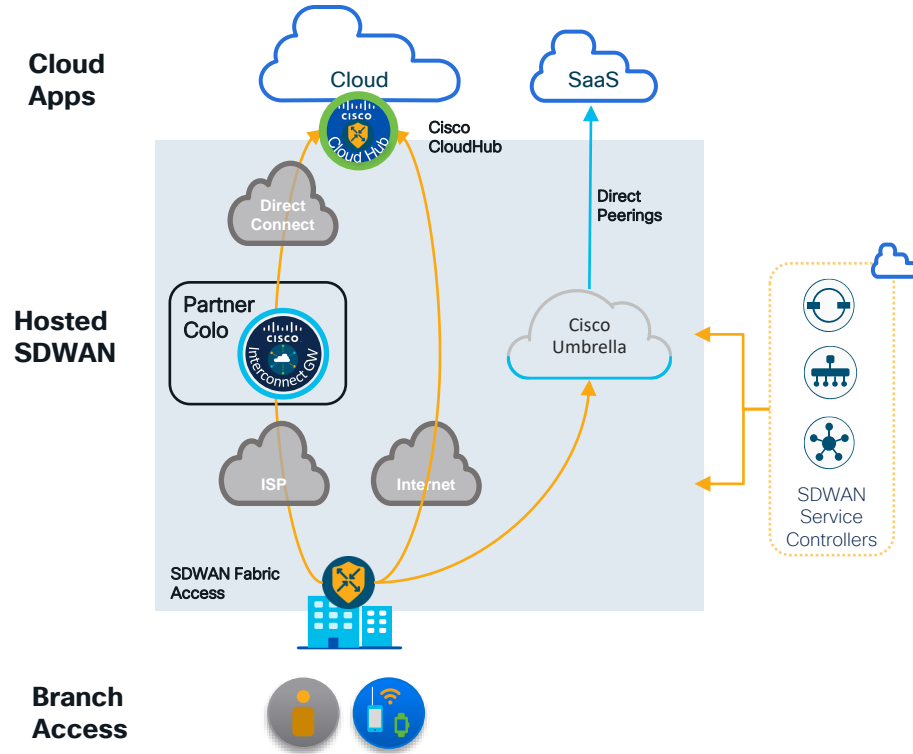 Cloud
Apps
Cloud
SaaS
CISCO
Cloud Hub
Cisco
CloudHub
Direct
Connect
Direct
Peerings
Hosted
SDWAN
Partner
Colo
CISCO
Interconnect GW
Cisco
Umbrella
ISP
Internet
SDWAN
Service
Controllers
SDWAN Fabric
Access
Branch
Access